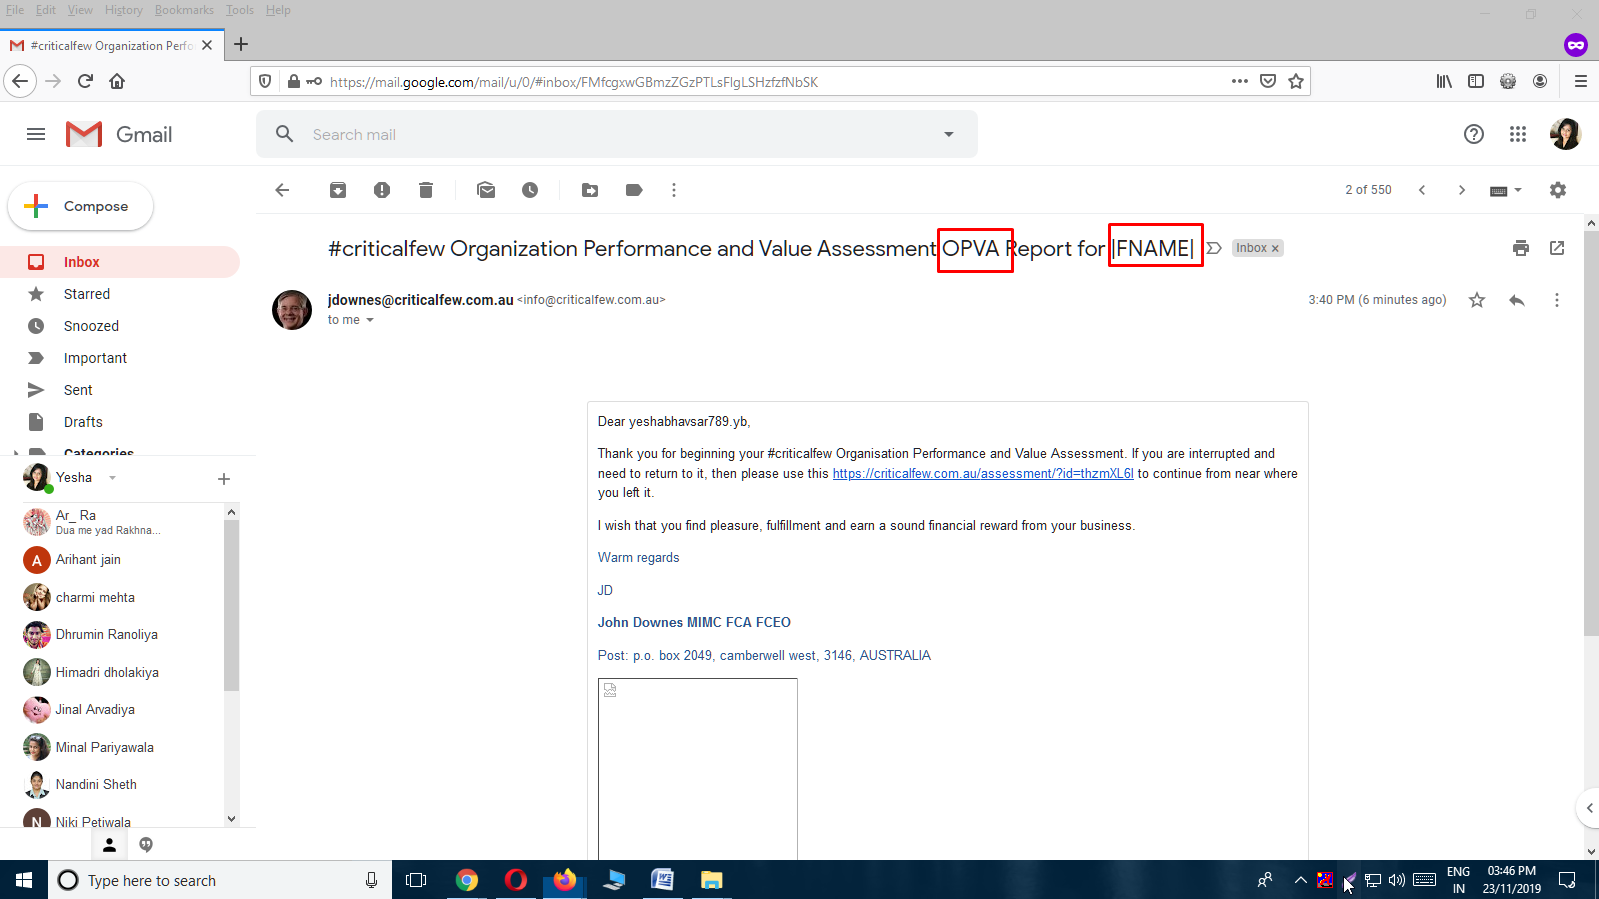 File Edit View History Bookmarks Tools Help
#criticalfew Organization Perfo
https://mail.google.com/mail/u/0/#inbox/FMfcgxwGBmzZGzPTLsFlgLSHzfzfNbSK
Gmail
Search mail
Compose
2 of 550
#criticalfew Organization Performance and Value Assessment OPVA Report for |FNAME|
Inbox x
Inbox
Starred
Snoozed
Important
Sent
Drafts
Categories
jdownes@criticalfew.com.au <info@criticalfew.com.au>
3:40 PM (6 minutes ago)
to me
Dear yeshabhavsar789.yb,
Thank you for beginning your #criticalfew Organisation Performance and Value Assessment. If you are interrupted and
need to return to it, then please use this https://criticalfew.com.au/assessment/?id=thzmXL6l to continue from near where
you left it.
I wish that you find pleasure, fulfillment and earn a sound financial reward from your business.
Warm regards
JD
John Downes MIMC FCA FCEO
Post: p.o. box 2049, camberwell west, 3146, AUSTRALIA
Yesha
Ar_ Ra
Dua me yad Rakhna...
A
Arihant jain
charmi mehta
Dhrumin Ranoliya
Himadri dholakiya
Jinal Arvadiya
Minal Pariyawala
Nandini Sheth
N
Niki Petiwala
Type here to search
ENG
IN
03:46 PM
23/11/2019